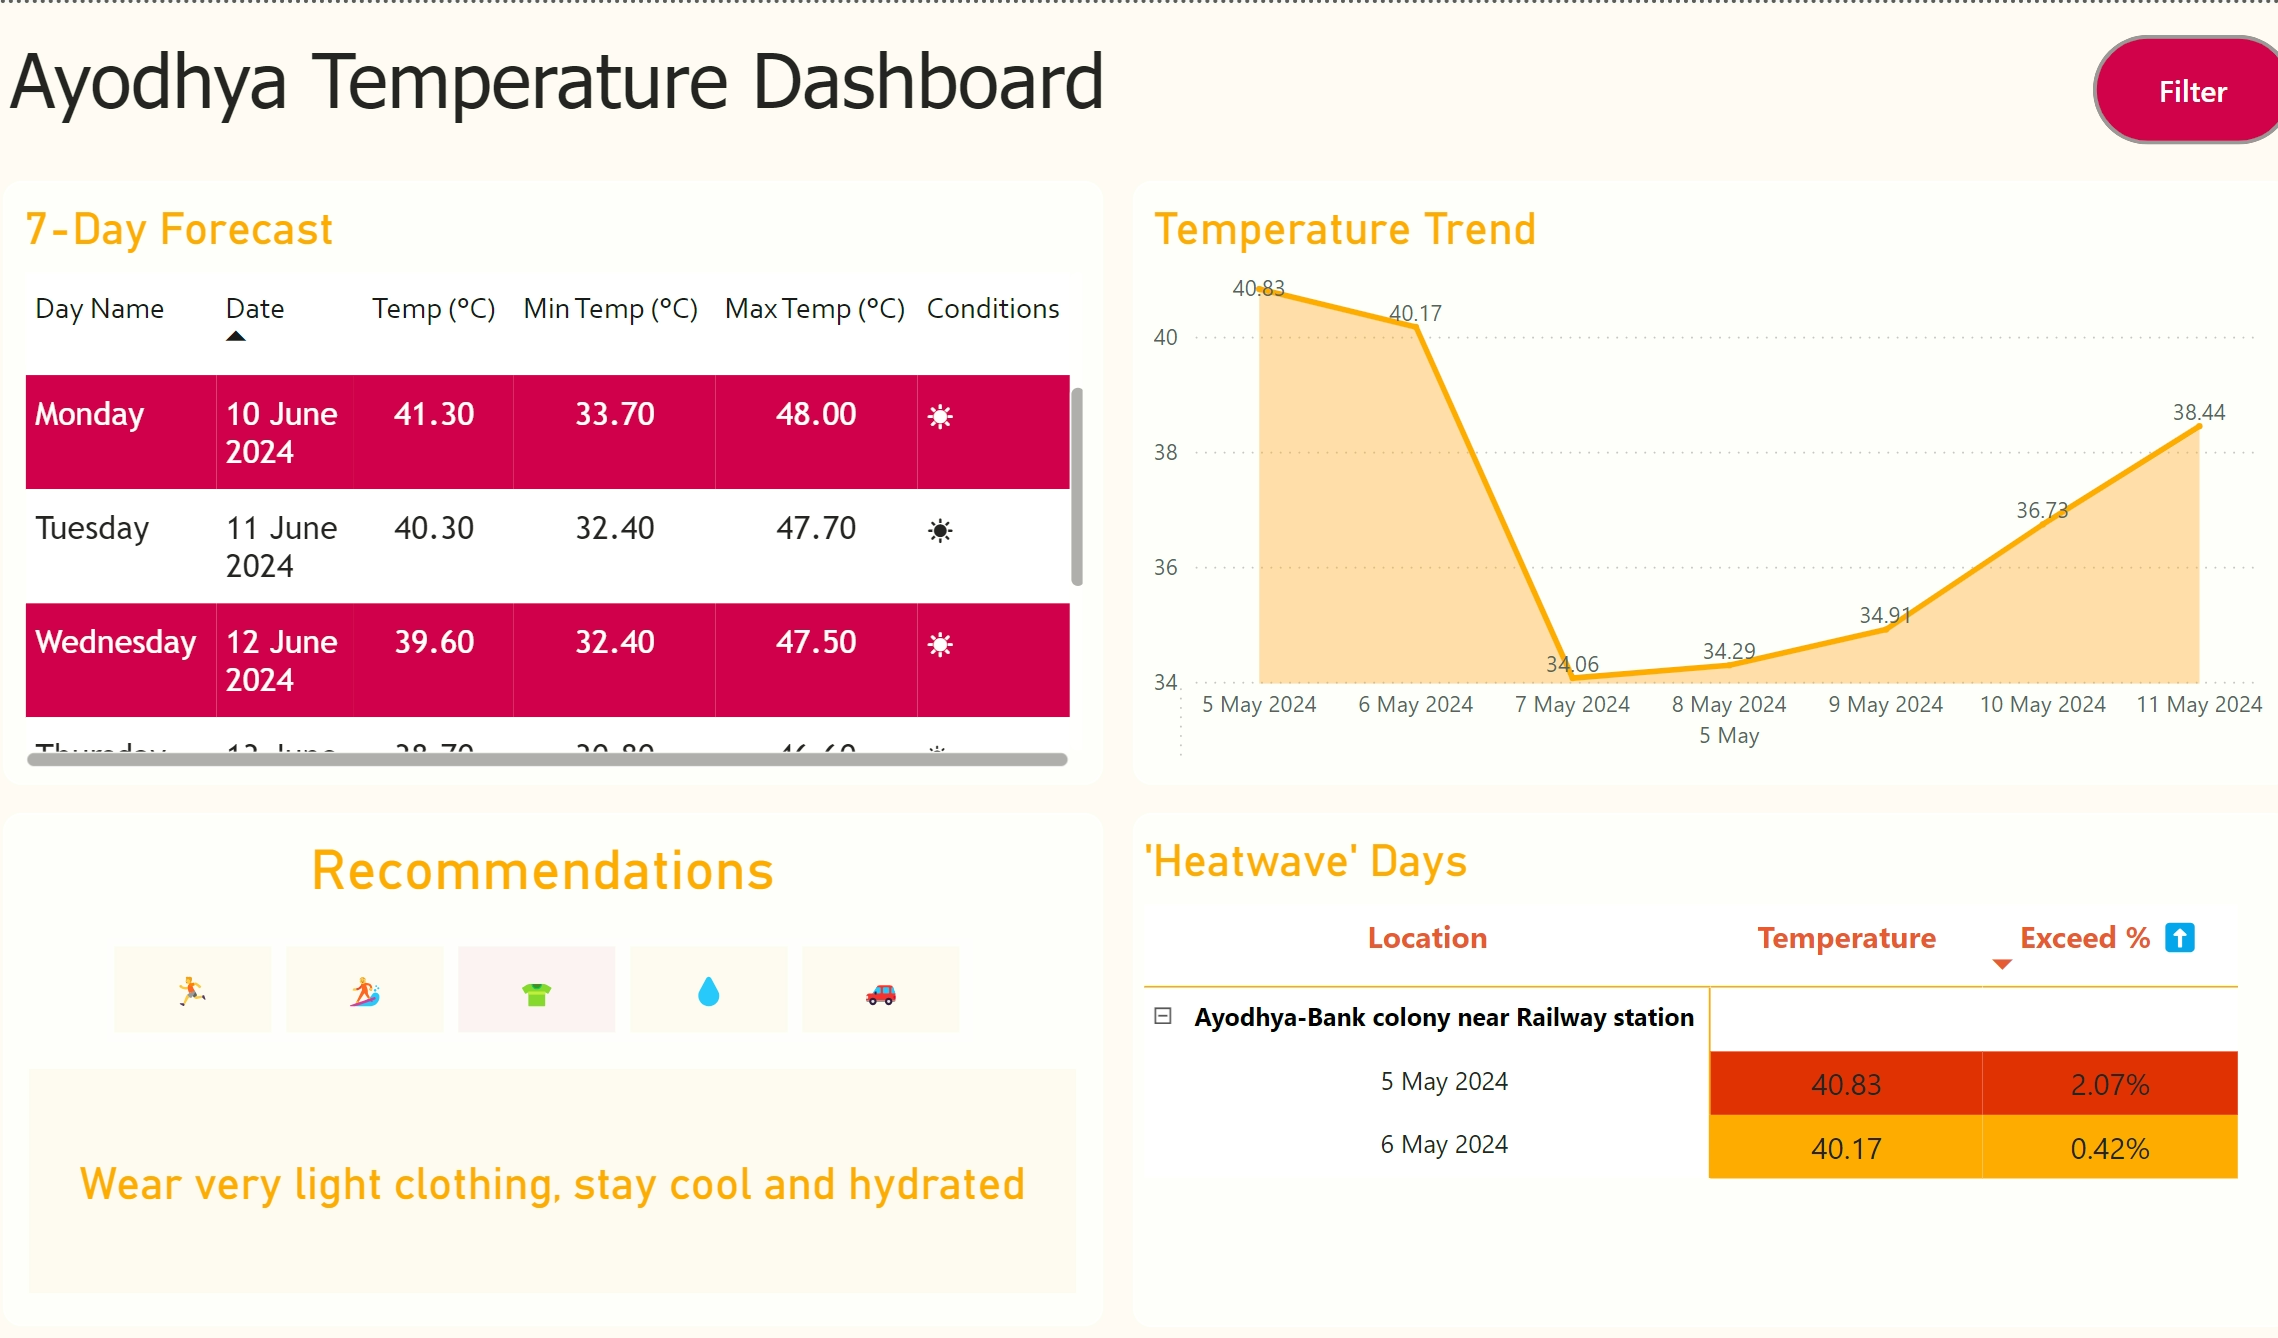 Ayodhya Temperature Dashboard
Filter
7-Day Forecast
Day Name Date Temp (°C) Min Temp (°C) Max Temp (°C) Conditions
Monday 10 June 2024 41.30 33.70 48.00
Tuesday 11 June 2024 40.30 32.40 47.70
Wednesday 12 June 2024 39.60 32.40 47.50
Temperature Trend
40.83
40.17
34.06
34.29
34.91
36.73
38.44
40
38
36
34
5 May 2024 6 May 2024 7 May 2024 8 May 2024 9 May 2024 10 May 2024 11 May 2024
5 May
Recommendations
Wear very light clothing, stay cool and hydrated
'Heatwave' Days
Location Temperature Exceed %
Ayodhya-Bank colony near Railway station
5 May 2024 40.83 2.07%
6 May 2024 40.17 0.42%